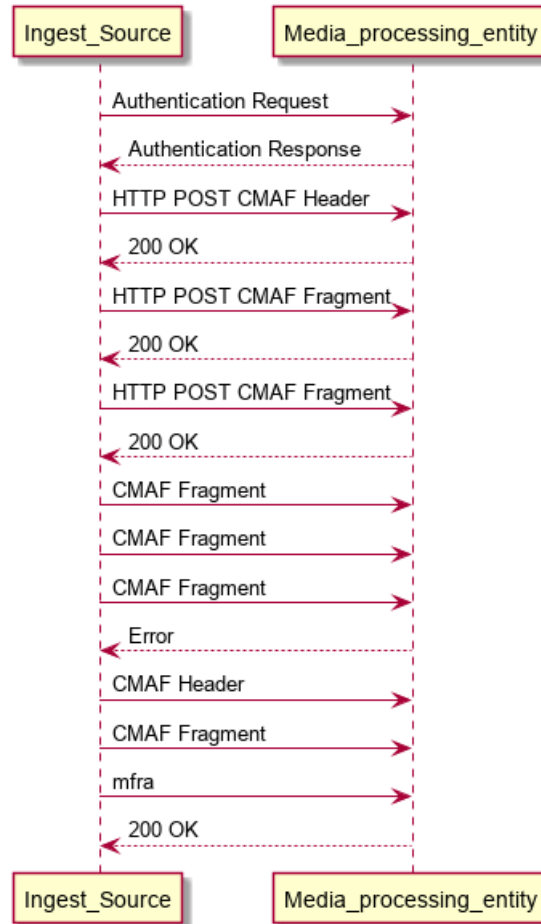 Ingest_Source Media_processing_entity
Authentication Request
Authentication Response
HTTP POST CMAF Header
200 OK
HTTP POST CMAF Fragment
200 OK
HTTP POST CMAF Fragment
200 OK
CMAF Fragment
CMAF Fragment
CMAF Fragment
Error
CMAF Header
CMAF Fragment
mfra
200 OK
Ingest_Source Media_processing_entity